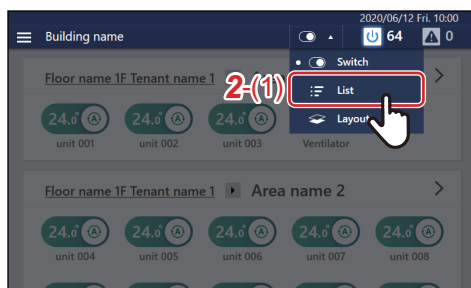 2020/06/12 Fri. 10:00
Building name 64 0
Switch
Floor name 1F Tenant name 1
2-(1) List
24.0° A 24.0° A 24.0° A Layout
unit 001 unit 002 unit 003 Ventilator
Floor name 1F Tenant name 1 Area name 2
24.0° A 24.0° A 24.0° A 24.0° A 24.0° A
unit 004 unit 005 unit 006 unit 007 unit 008